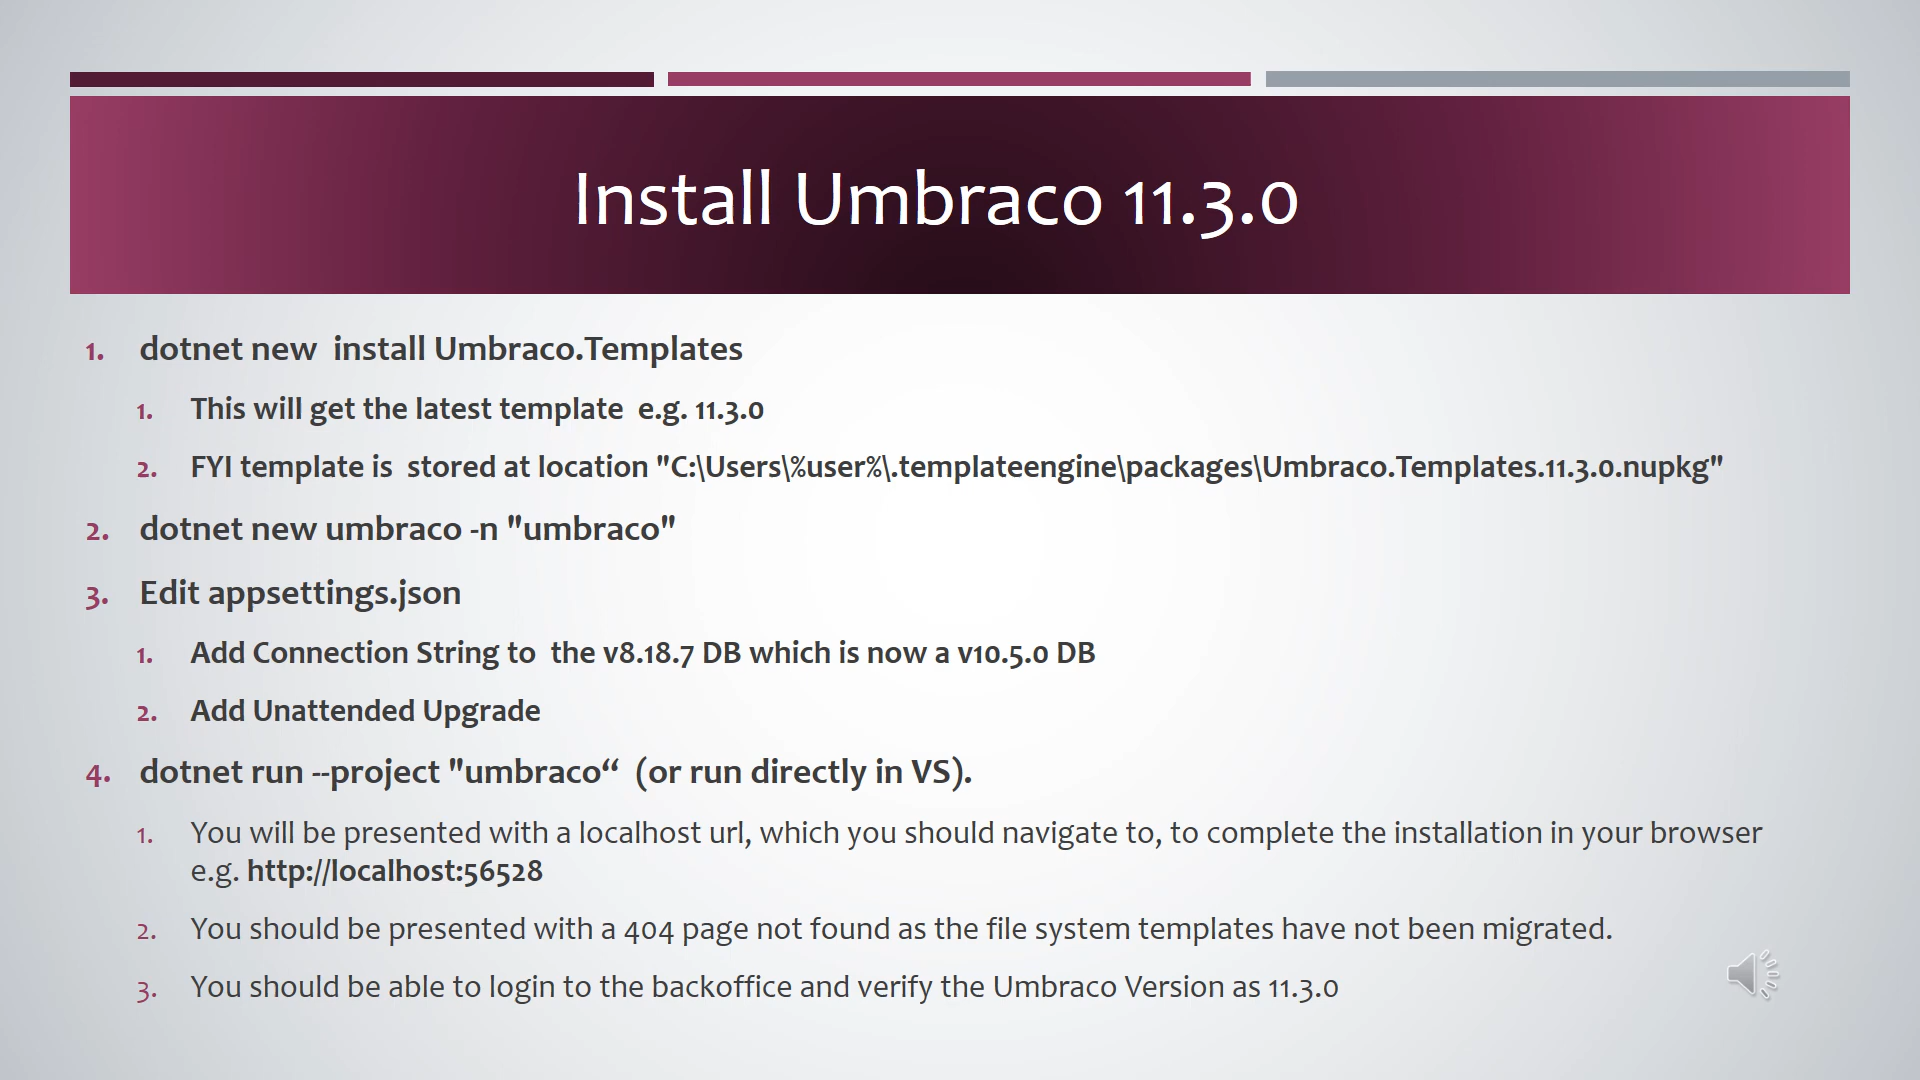 Install Umbraco 11.3.0
1. dotnet new  install Umbraco.Templates
1. This will get the latest template  e.g. 11.3.0
2. FYI template is  stored at location "C:\Users\%user%\.templateengine\packages\Umbraco.Templates.11.3.0.nupkg"
2. dotnet new umbraco -n "umbraco"
3. Edit appsettings.json
1. Add Connection String to  the v8.18.7 DB which is now a v10.5.0 DB
2. Add Unattended Upgrade
4. dotnet run --project "umbraco“  (or run directly in VS).
1. You will be presented with a localhost url, which you should navigate to, to complete the installation in your browser
e.g. http://localhost:56528
2. You should be presented with a 404 page not found as the file system templates have not been migrated.
3. You should be able to login to the backoffice and verify the Umbraco Version as 11.3.0